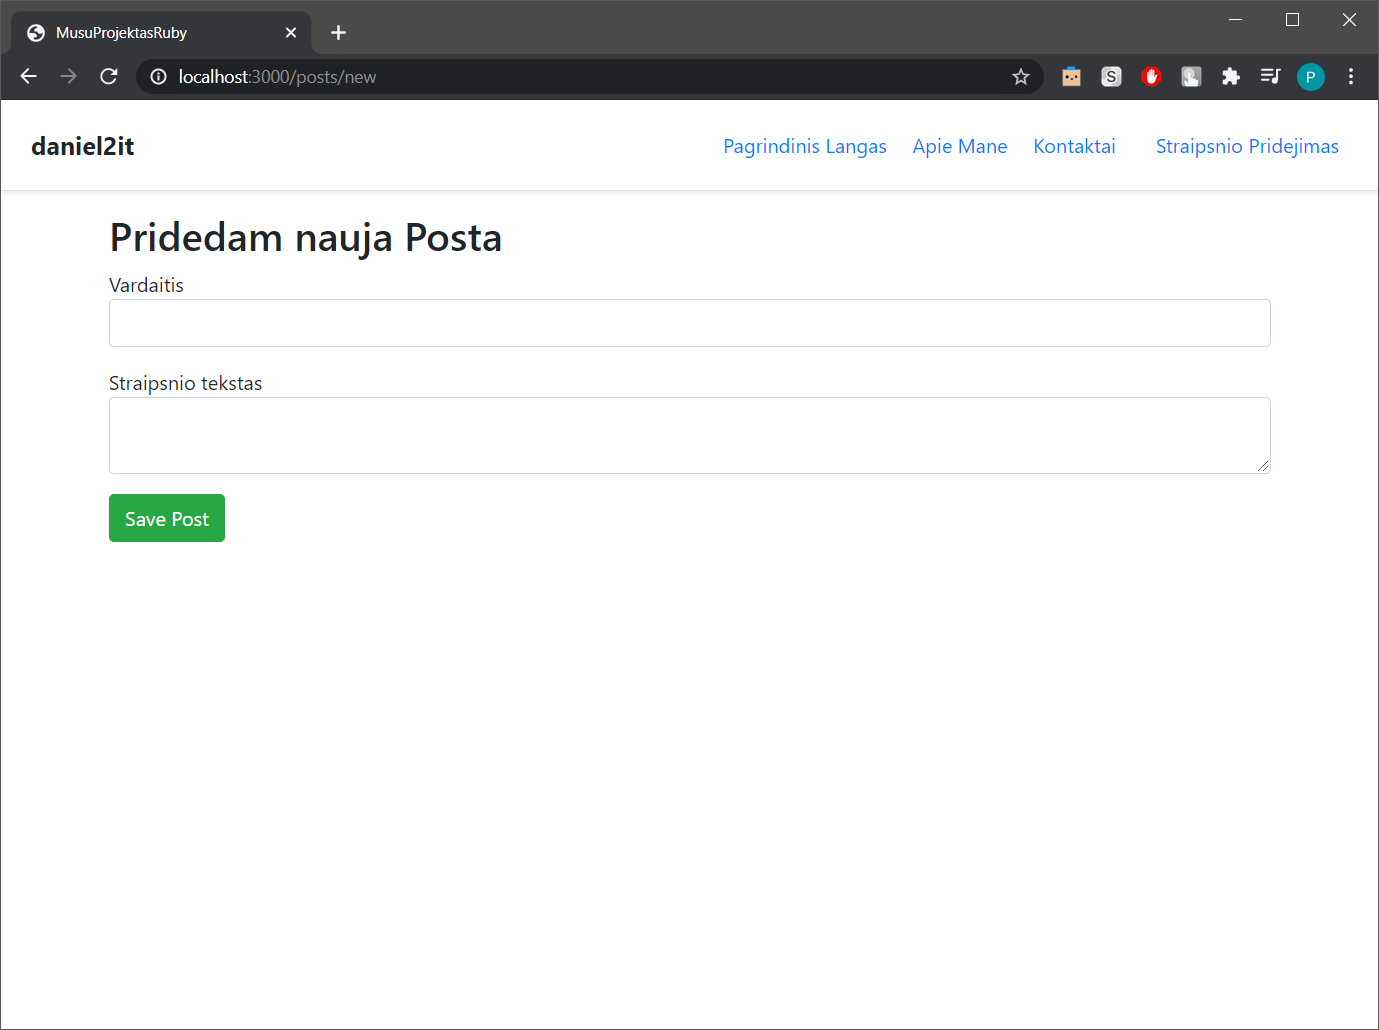 MusuProjektasRuby
localhost:3000/posts/new
S
P
daniel2it
Pagrindinis Langas Apie Mane Kontaktai Straipsnio Pridejimas
Pridedam nauja Posta
Vardaitis
Straipsnio tekstas
Save Post